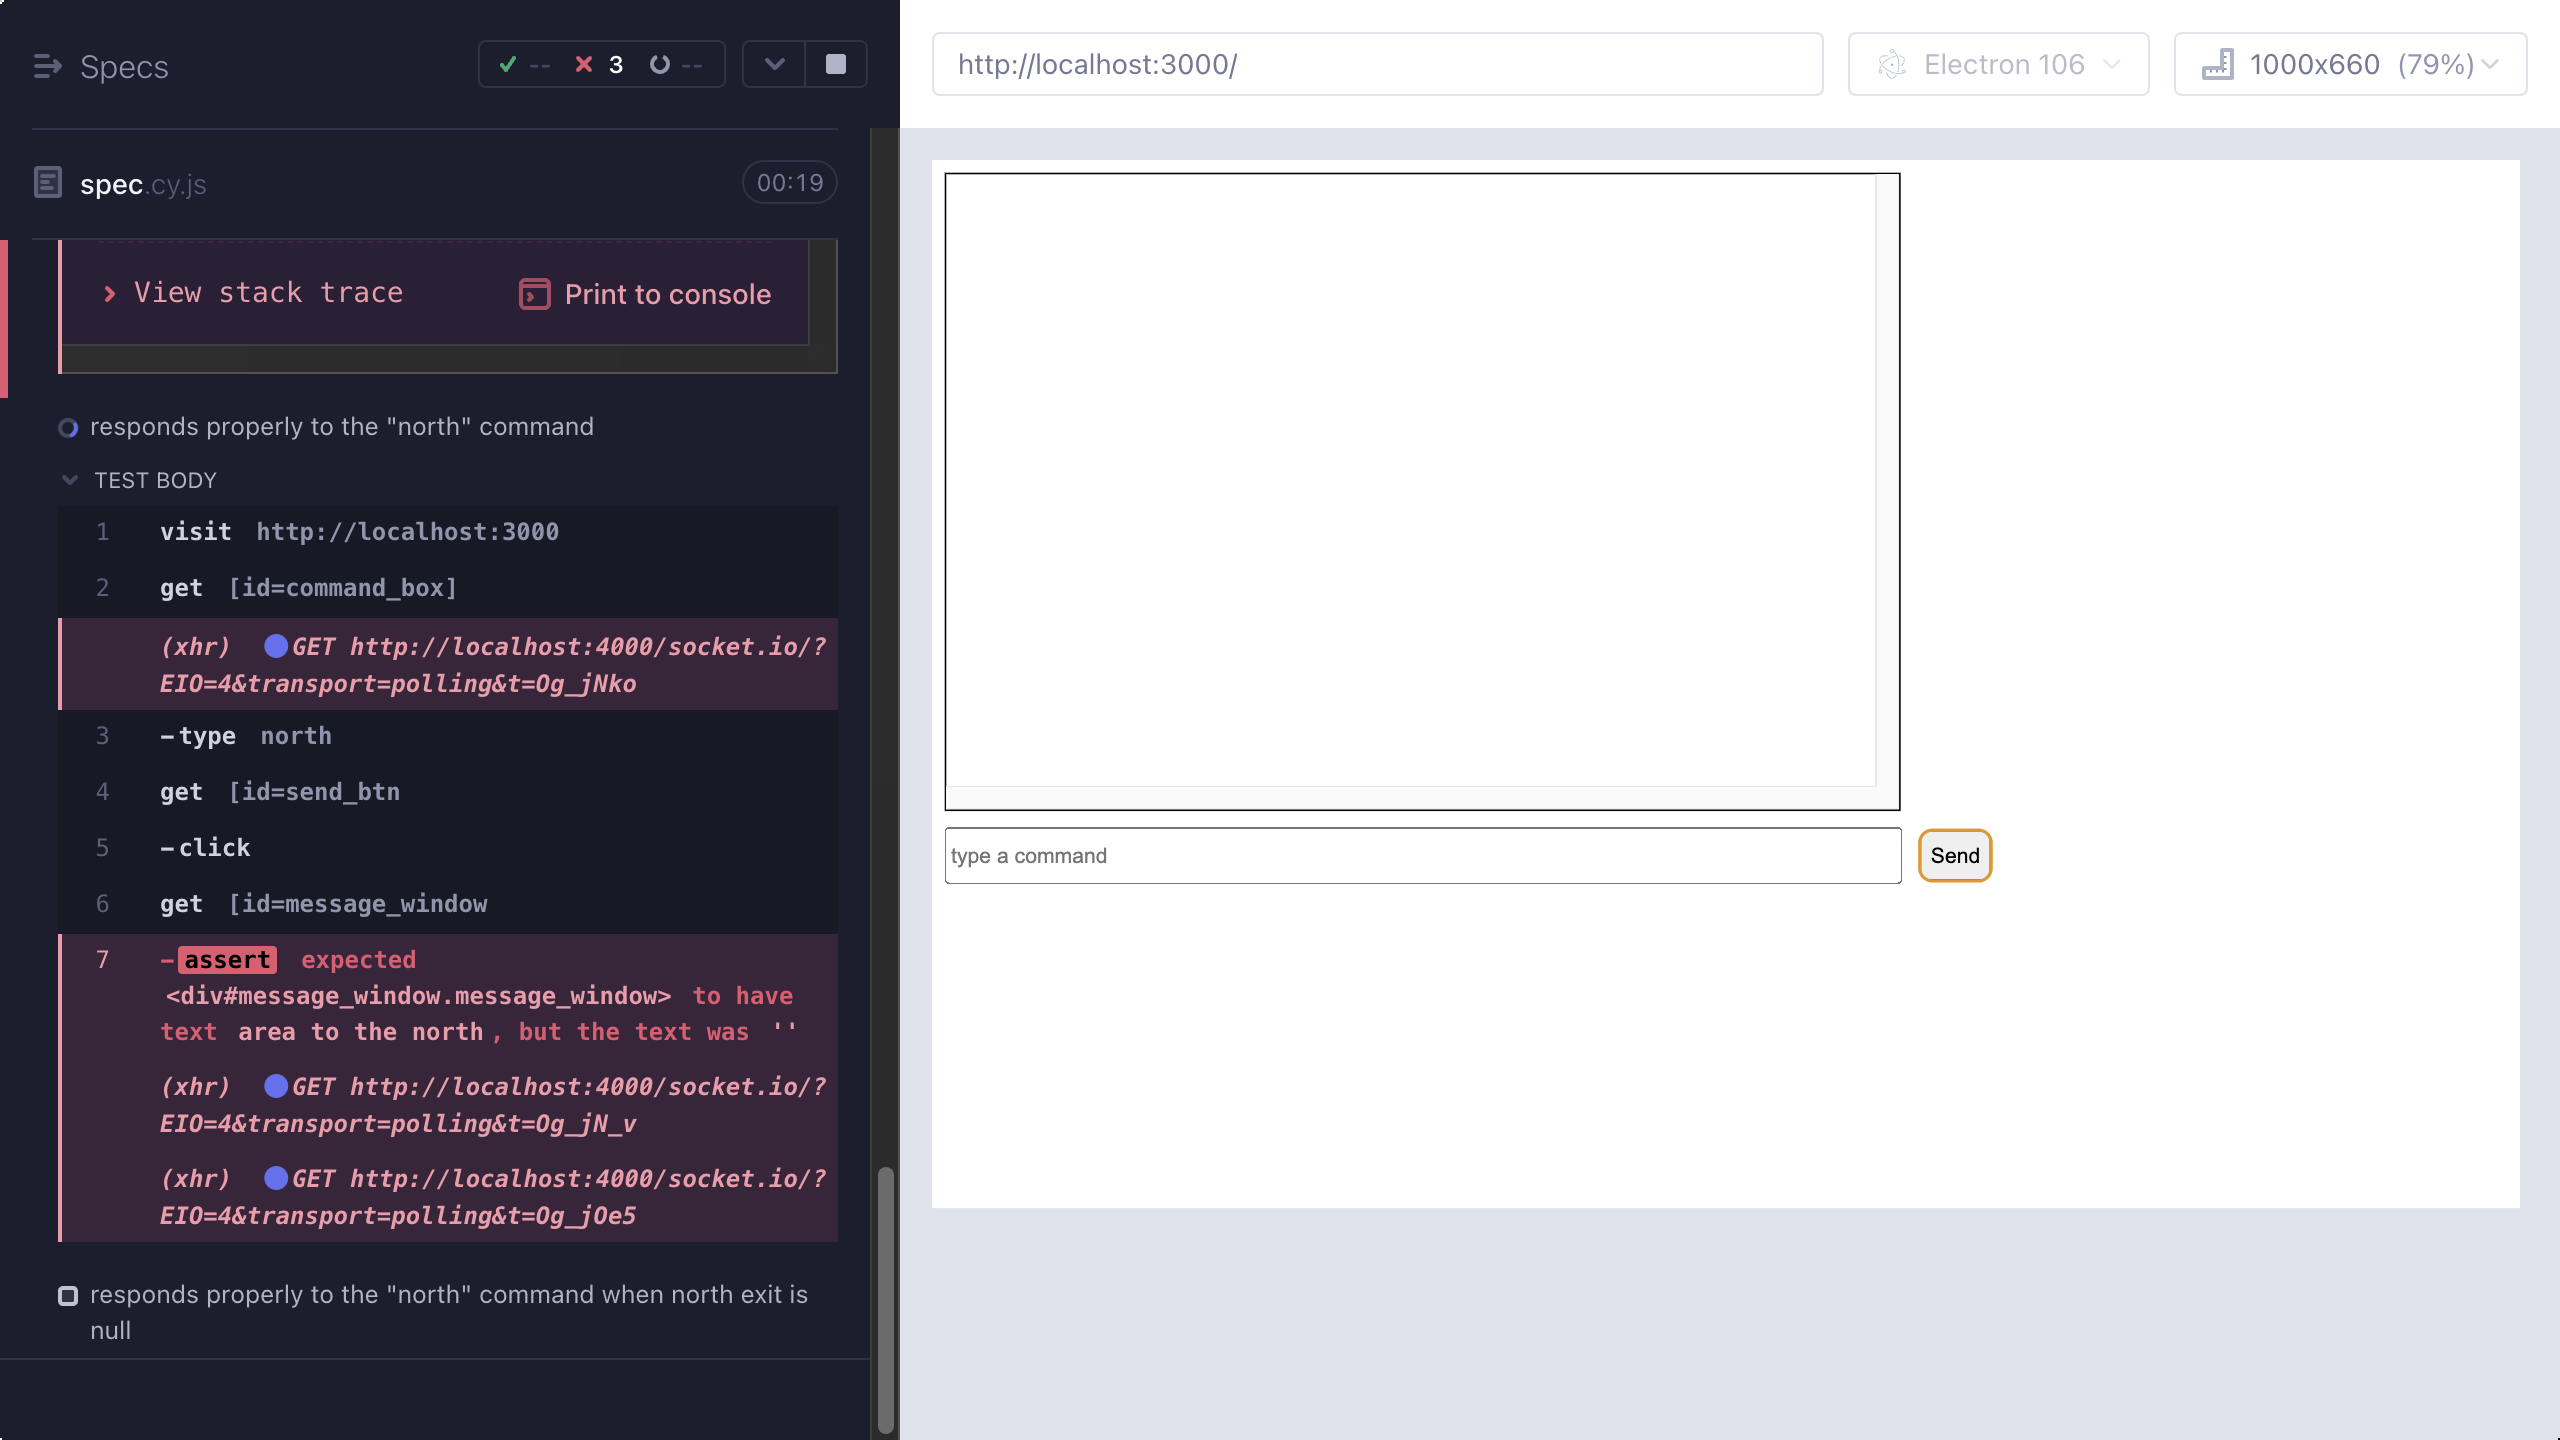 Specs
-- 3 --
spec.cy.js
00:19
View stack trace
Print to console
responds properly to the "north" command
TEST BODY
1 visit http://localhost:3000
2 get [id=command_box]
(xhr) GET http://localhost:4000/socket.io/?
EIO=4&transport=polling&t=Og_jNko
3 -type north
4 get [id=send_btn
5 -click
6 get [id=message_window
7 -assert expected
<div#message_window.message_window> to have
text area to the north, but the text was ''
(xhr) GET http://localhost:4000/socket.io/?
EIO=4&transport=polling&t=Og_jN_v
(xhr) GET http://localhost:4000/socket.io/?
EIO=4&transport=polling&t=Og_jOe5
responds properly to the "north" command when north exit is
null
http://localhost:3000/
Electron 106
1000x660 (79%)
type a command
Send